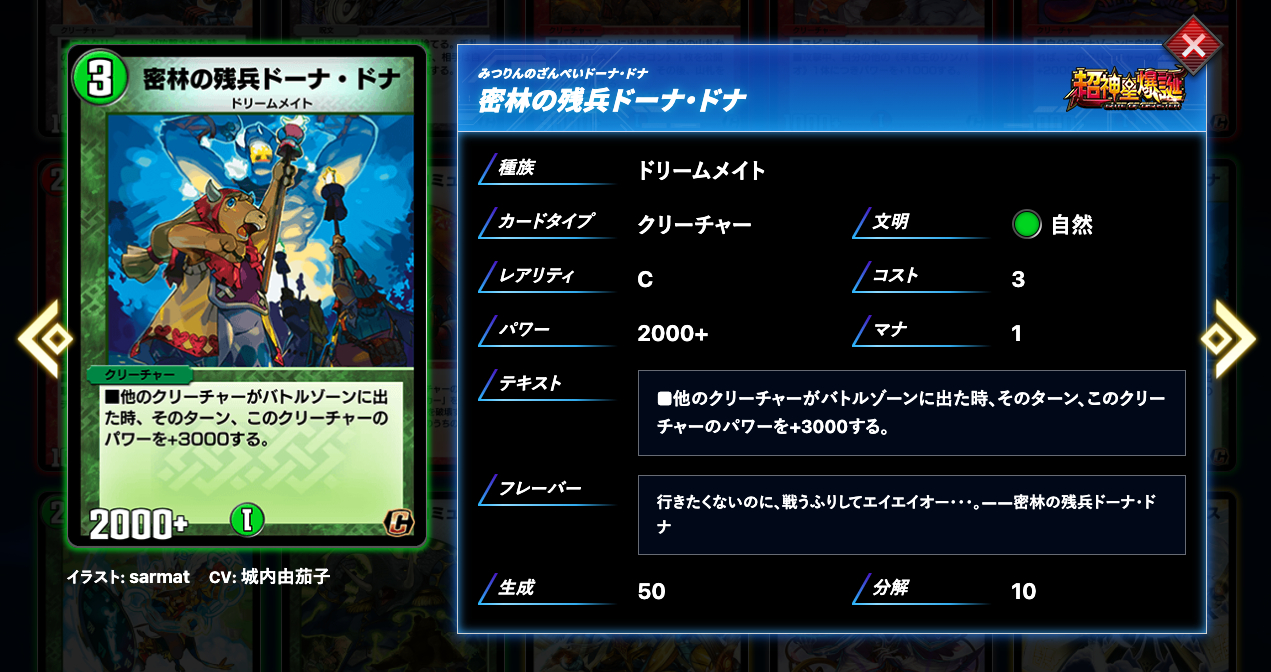 3
密林の残兵ドーナ・ドナ
ドリームメイト
クリーチャー
■他のクリーチャーがバトルゾーンに出
た時、そのターン、このクリーチャーの
パワーを+3000する。
2000+
1
C
イラスト: sarmat CV: 城内由茄子
みつりんのざんぺいドーナ・ドナ
密林の残兵ドーナ・ドナ
超神星爆誕
種族
ドリームメイト
カードタイプ
クリーチャー
文明
自然
レアリティ
C
コスト
3
パワー
2000+
マナ
1
テキスト
■他のクリーチャーがバトルゾーンに出た時、そのターン、このクリー
チャーのパワーを+3000する。
フレーバー
行きたくないのに、戦うふりしてエイエイオー・・・。——密林の残兵ドーナ・ド
ナ
生成
50
分解
10